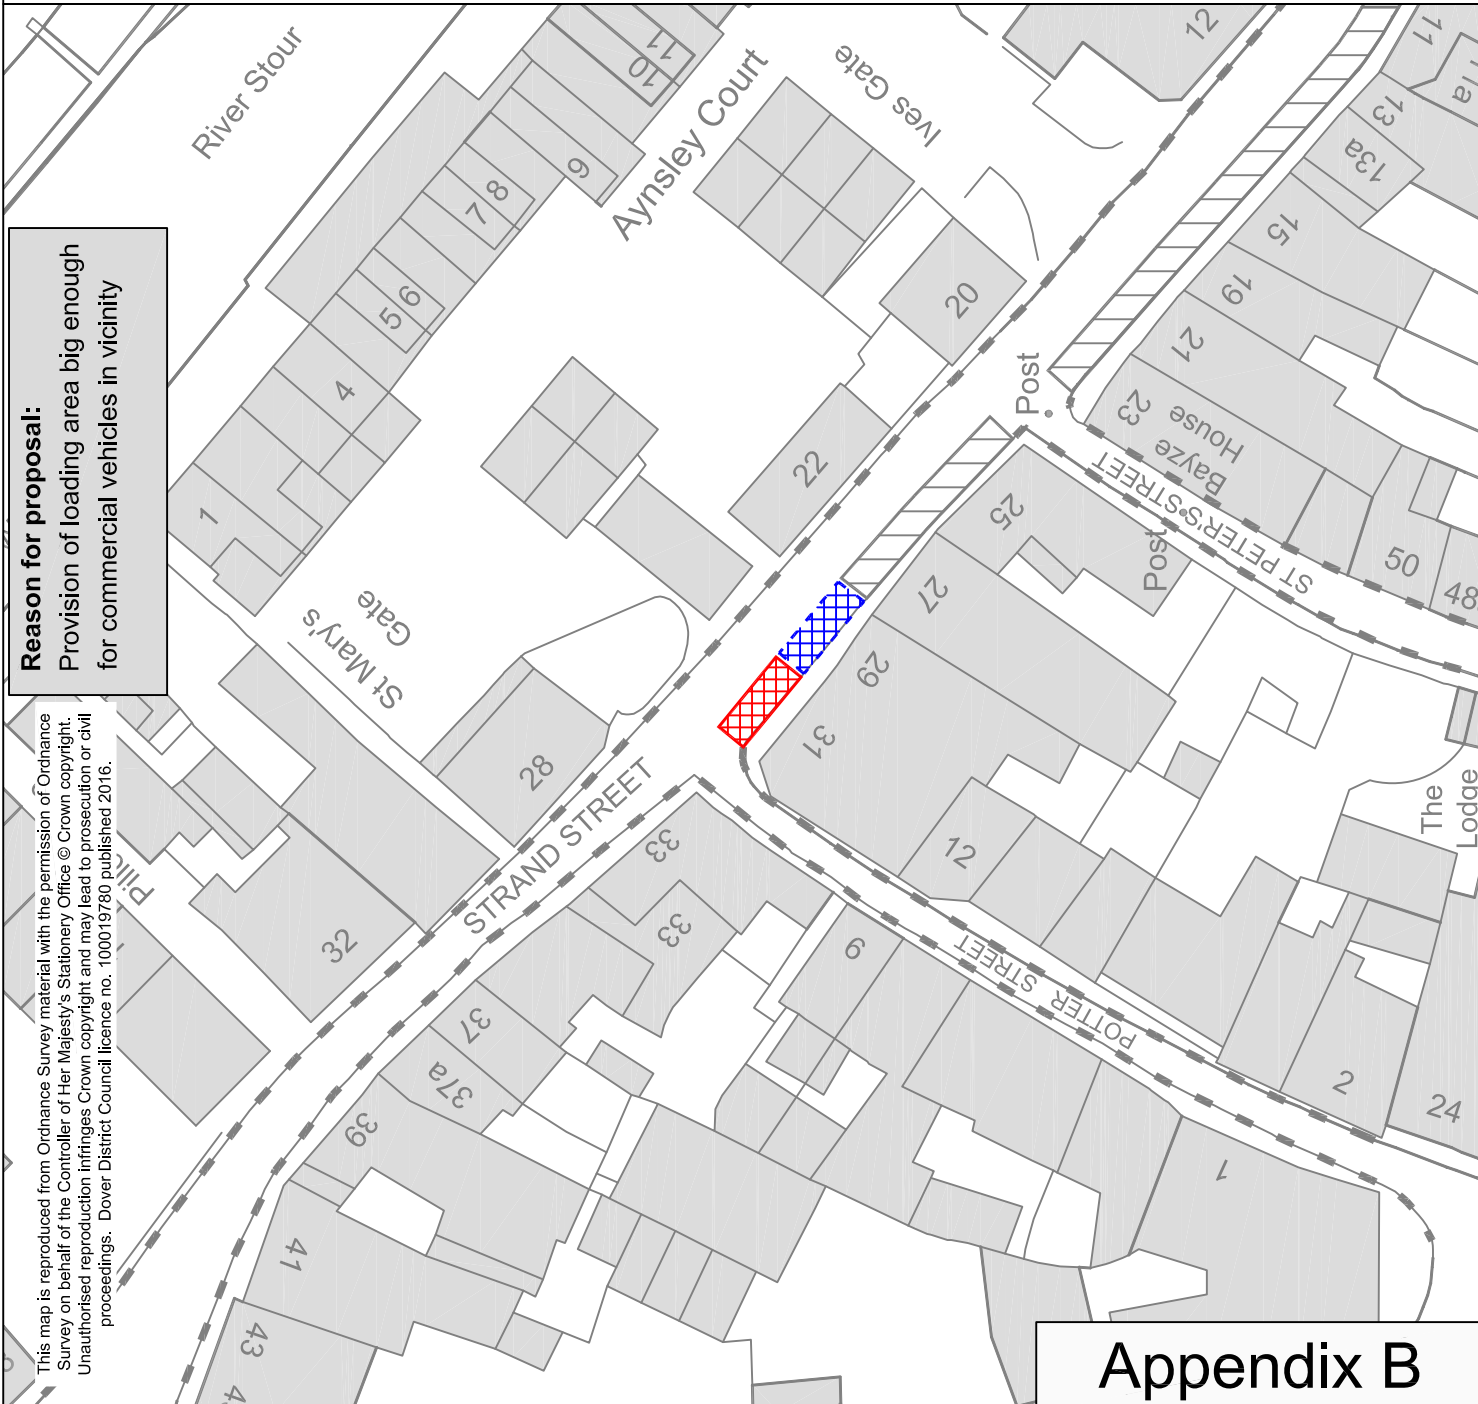 Reason for proposal:
Provision of loading area big enough
for commercial vehicles in vicinity
This map is reproduced from Ordnance Survey material with the permission of Ordnance
Survey on behalf of the Controller of Her Majesty's Stationery Office © Crown copyright.
Unauthorised reproduction infringes Crown copyright and may lead to prosecution or civil
proceedings. Dover District Council licence no. 100019780 published 2016.
River Stour
11
10
9
8
7
6
5
4
1
Aynsley Court
Ives Gate
12
11
11a
13
13a
15
19
21
23
Bayze
House
20
22
Post
Post
ST PETER'S STREET
50
48
25
27
29
31
St Mary's
Gate
28
STRAND STREET
32
33
33
37
37a
39
41
43
12
6
POTTER STREET
2
24
1
The
Lodge
Appendix B